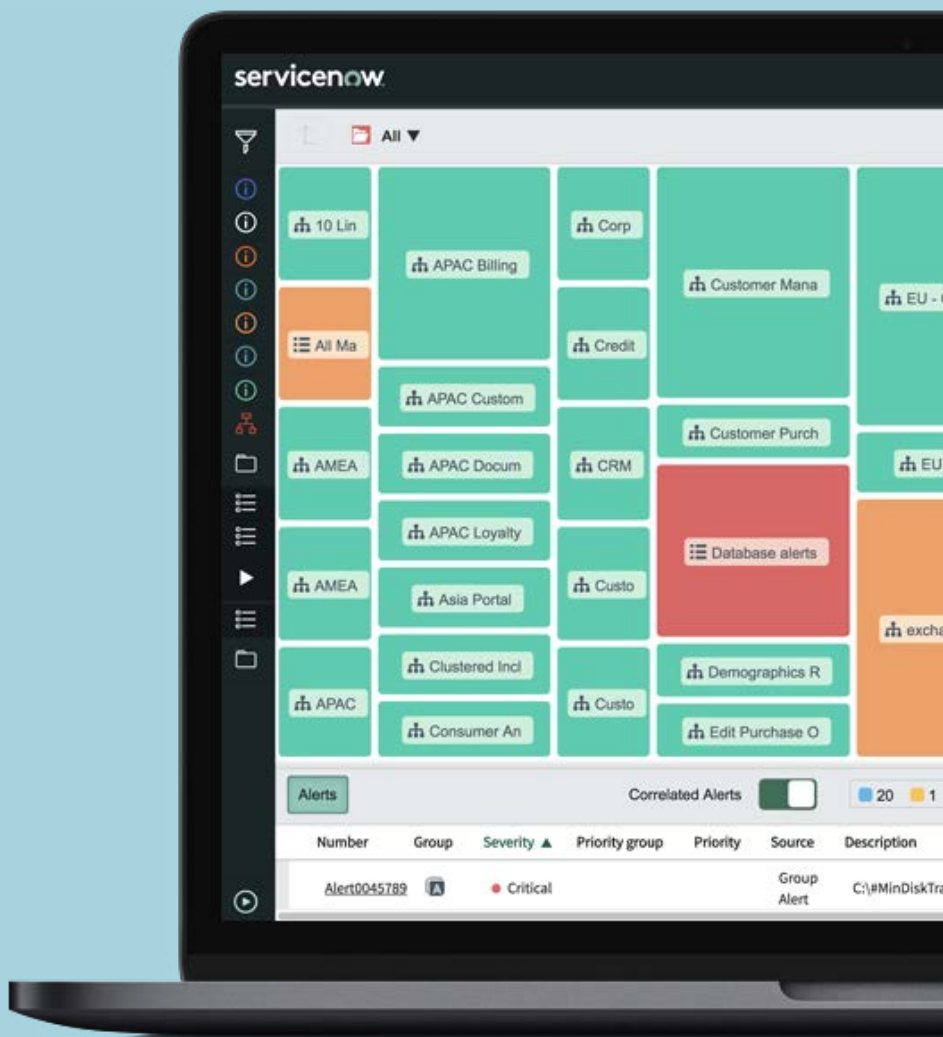 servicenow
All ▼
10 Lin
All Ma
AMEA
AMEA
APAC
APAC Billing
APAC Custom
APAC Docum
APAC Loyalty
Asia Portal
Clustered Incl
Consumer An
Corp
Credit
CRM
Custo
Custo
Customer Mana
Customer Purch
Database alerts
Demographics R
Edit Purchase O
EU -
EU
excha
Alerts
Correlated Alerts
20 1
Number Group Severity ▲ Priority group Priority Source Description
Alert0045789 A Critical Group Alert C:\#MinDiskTra